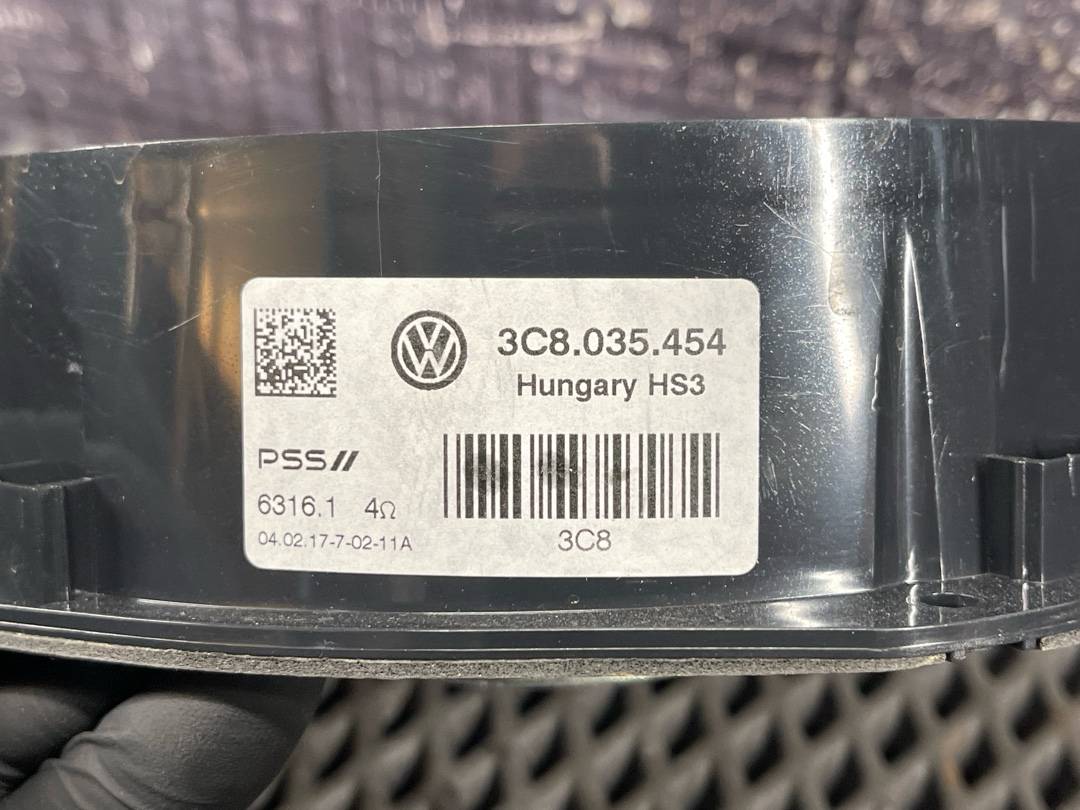 3C8.035.454
Hungary HS3
PSS//
6316.1 4Ω
04.02.17-7-02-11A
3C8